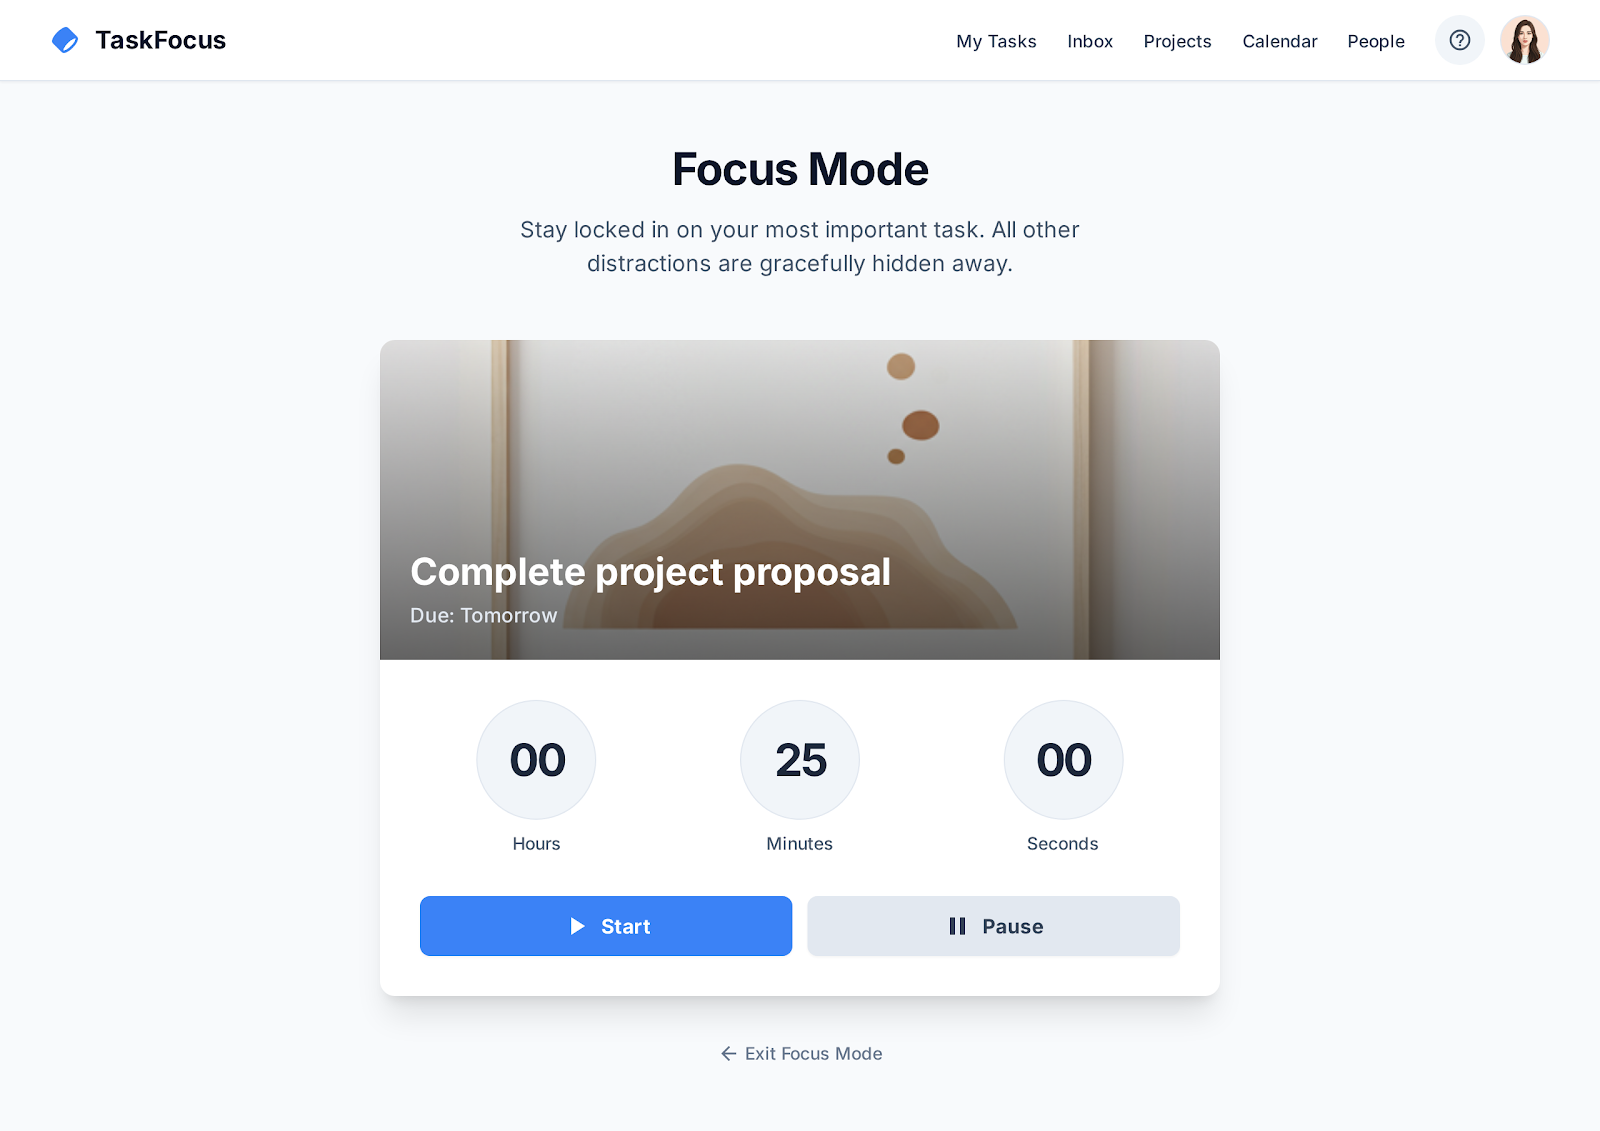 TaskFocus
My Tasks
Inbox
Projects
Calendar
People
Focus Mode
Stay locked in on your most important task. All other
distractions are gracefully hidden away.
Complete project proposal
Due: Tomorrow
00
25
00
Hours
Minutes
Seconds
Start
Pause
Exit Focus Mode